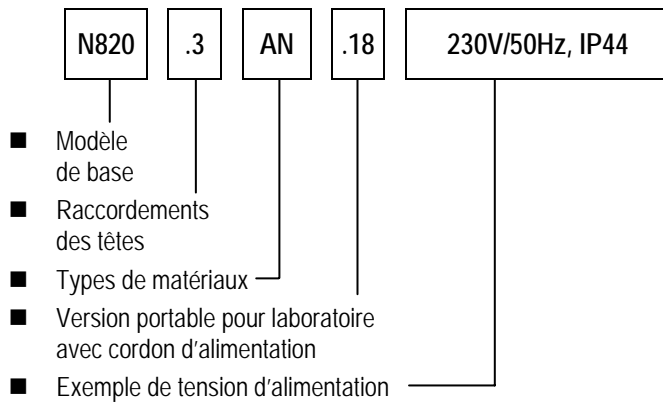 N820 .3 AN .18 230V/50Hz, IP44
■ Modèle
de base
■ Raccordements
des têtes
■ Types de matériaux
■ Version portable pour laboratoire
avec cordon d'alimentation
■ Exemple de tension d'alimentation